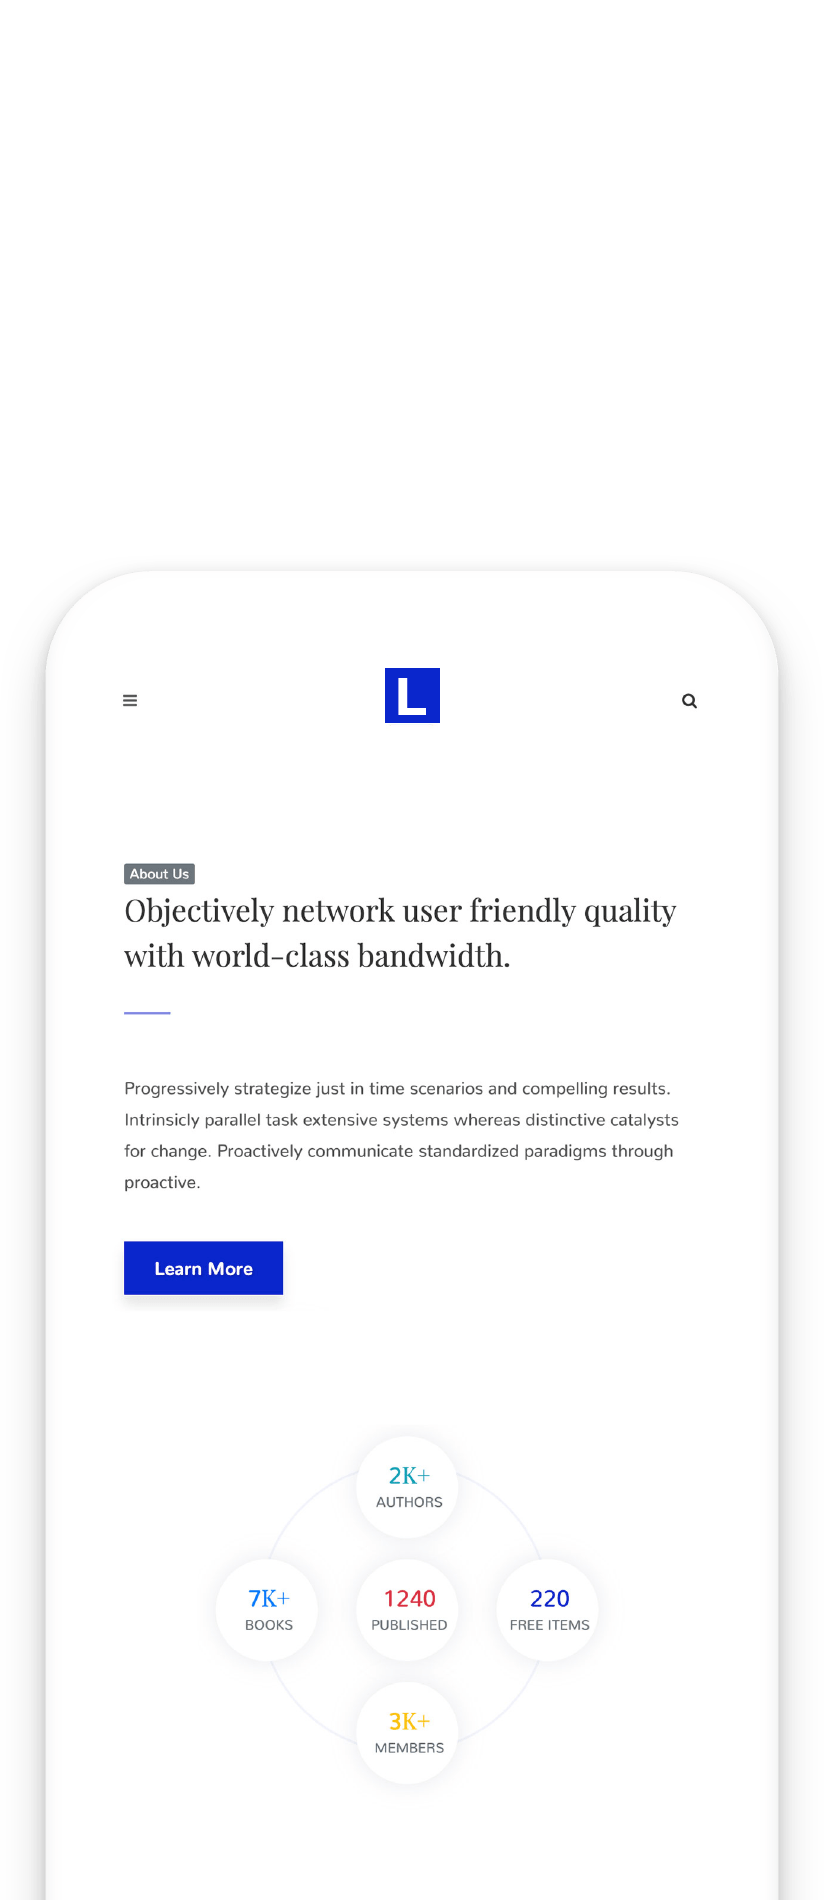 L
About Us
Objectively network user friendly quality
with world-class bandwidth.
Progressively strategize just in time scenarios and compelling results.
Intrinsicly parallel task extensive systems whereas distinctive catalysts
for change. Proactively communicate standardized paradigms through
proactive.
Learn More
2K+
AUTHORS
7K+
BOOKS
1240
PUBLISHED
220
FREE ITEMS
3K+
MEMBERS